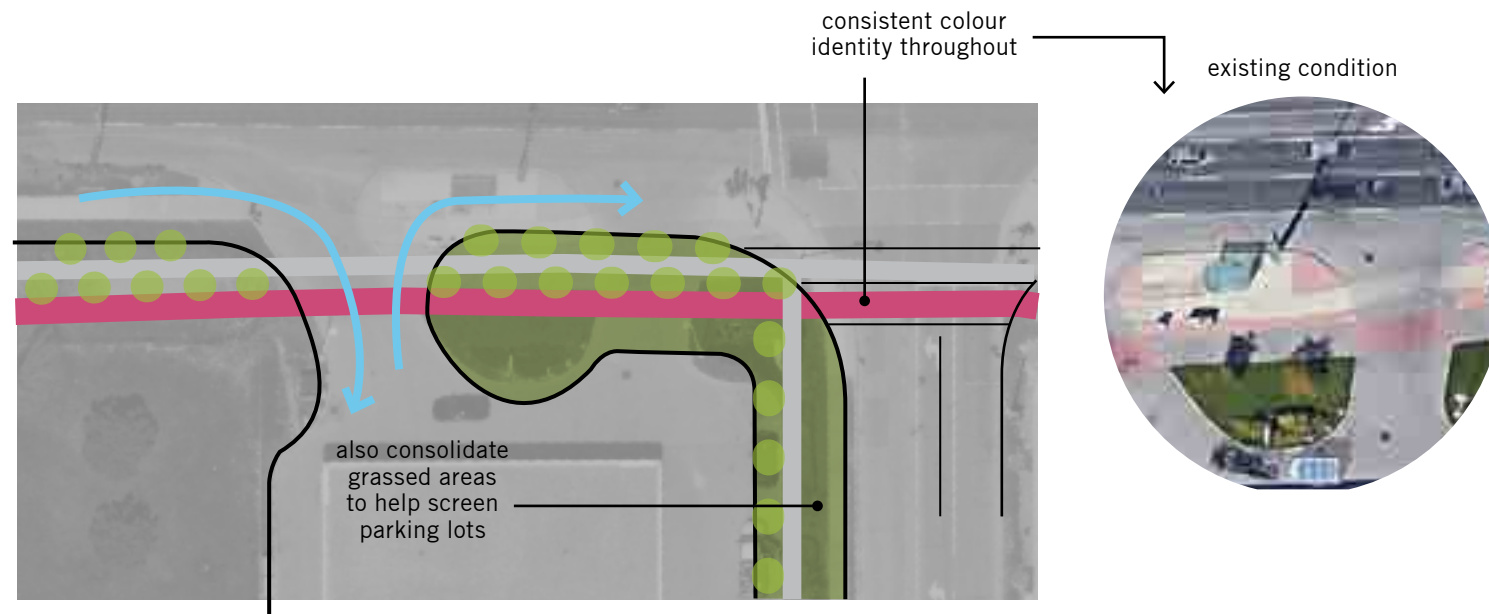 consistent colour
identity throughout
existing condition
also consolidate
grassed areas
to help screen
parking lots